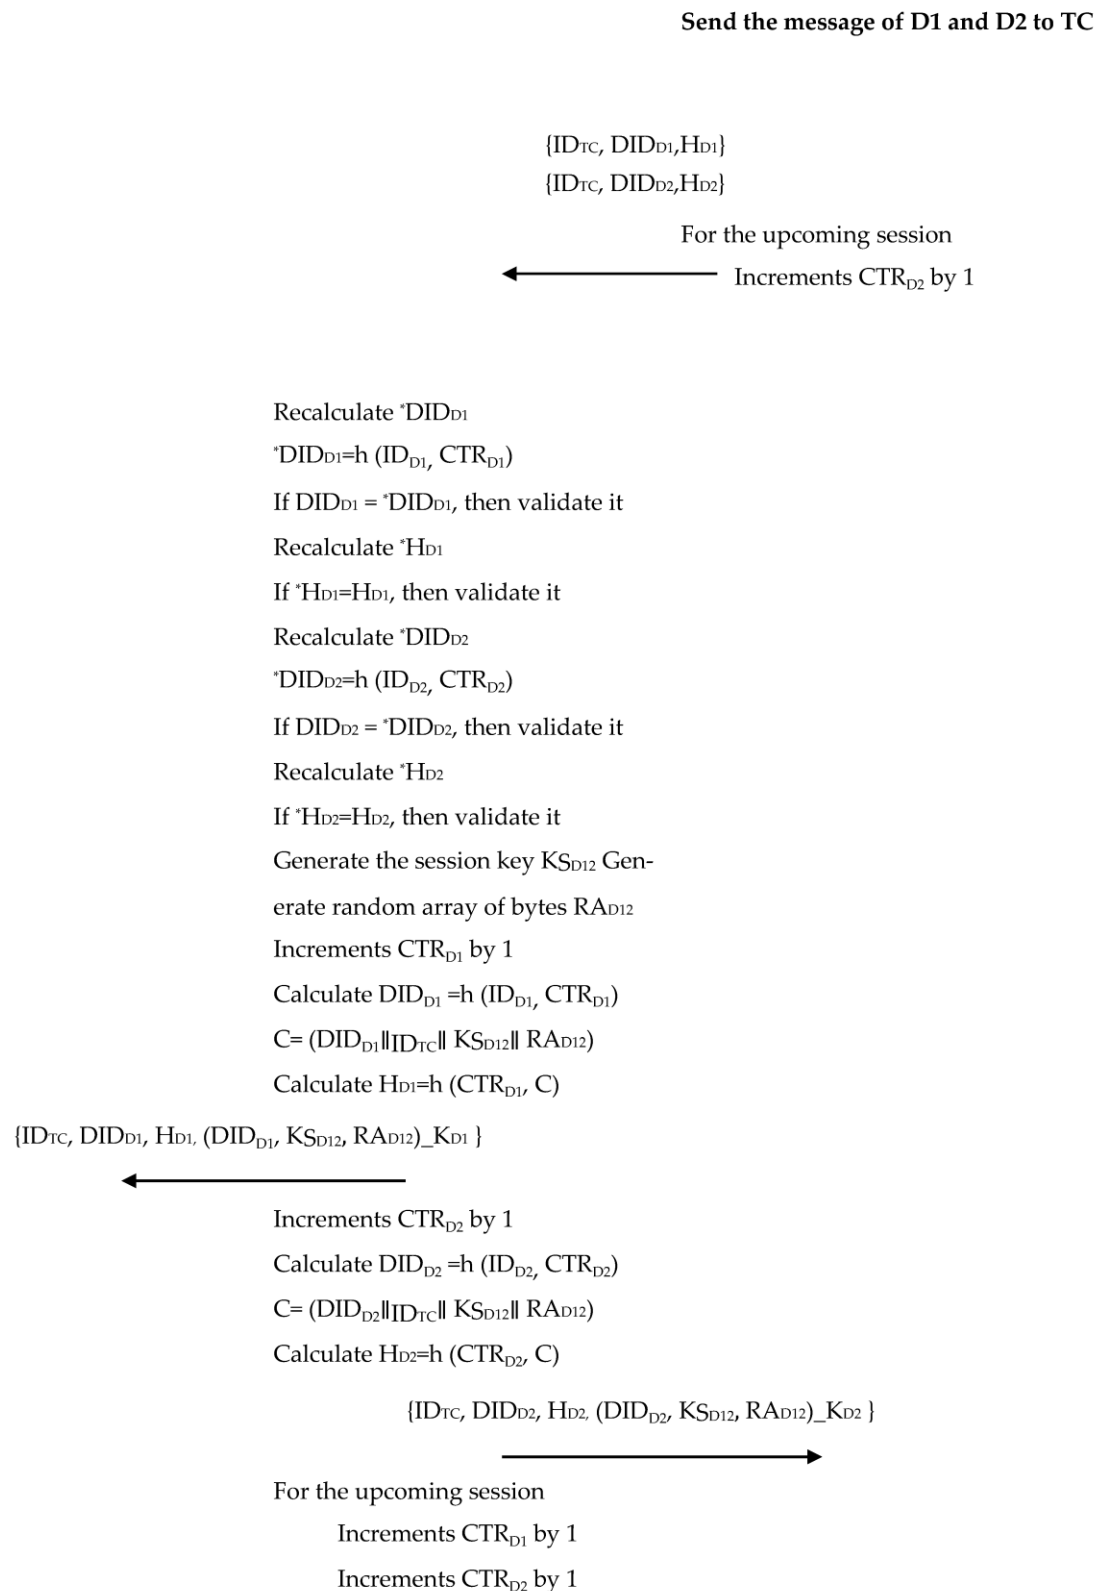 Send the message of D1 and D2 to TC
{IDTC, DIDD1,HD1}
{IDTC, DIDD2,HD2}
For the upcoming session
Increments CTRD2 by 1
Recalculate *DIDD1
*DIDD1=h (IDD1, CTRD1)
If DIDD1 = *DIDD1, then validate it
Recalculate *HD1
If *HD1=HD1, then validate it
Recalculate *DIDD2
*DIDD2=h (IDD2, CTRD2)
If DIDD2 = *DIDD2, then validate it
Recalculate *HD2
If *HD2=HD2, then validate it
Generate the session key KSD12 Gen-
erate random array of bytes RAD12
Increments CTRD1 by 1
Calculate DIDD1 =h (IDD1, CTRD1)
C= (DIDD1‖IDTC‖ KSD12‖ RAD12)
Calculate HD1=h (CTRD1, C)
{IDTC, DIDD1, HD1, (DIDD1, KSD12, RAD12)_KD1 }
Increments CTRD2 by 1
Calculate DIDD2 =h (IDD2, CTRD2)
C= (DIDD2‖IDTC‖ KSD12‖ RAD12)
Calculate HD2=h (CTRD2, C)
{IDTC, DIDD2, HD2, (DIDD2, KSD12, RAD12)_KD2 }
For the upcoming session
Increments CTRD1 by 1
Increments CTRD2 by 1